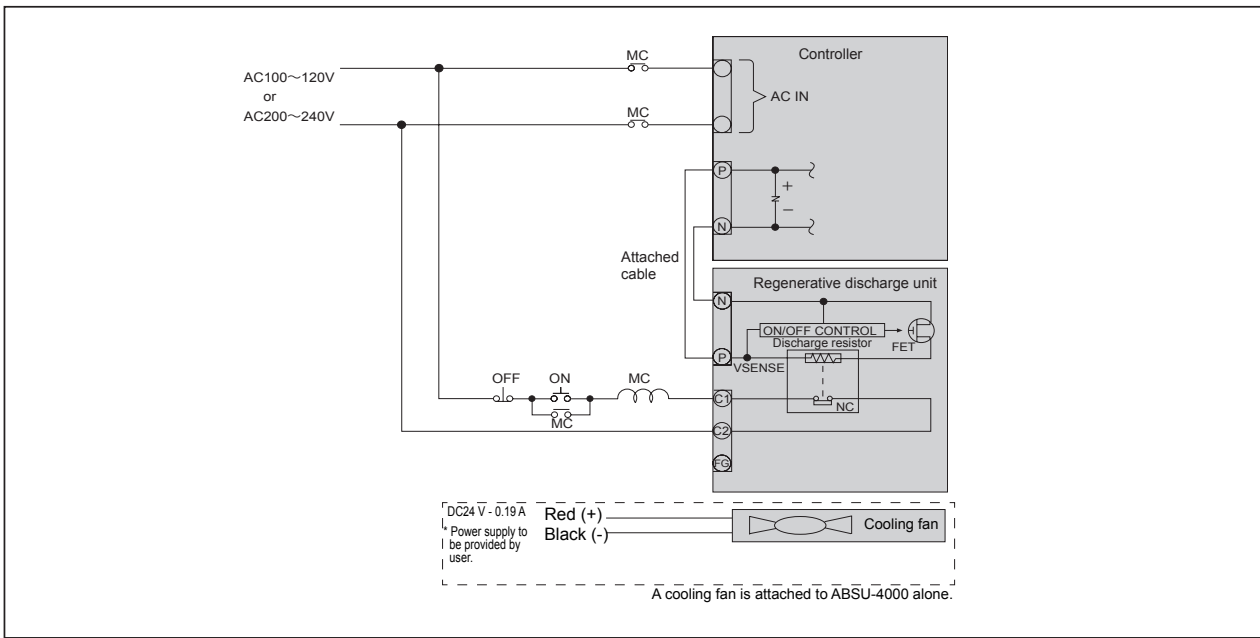 MC
Controller
AC100～120V
or
AC200～240V
AC IN
MC
P
+
–
N
Attached
cable
Regenerative discharge unit
N
ON/OFF CONTROL
Discharge resistor
FET
P
VSENSE
OFF
ON
MC
C1
NC
MC
C2
FG
DC24 V - 0.19 A
Red (+)
Black (-)
* Power supply to
be provided by
user.
Cooling fan
A cooling fan is attached to ABSU-4000 alone.